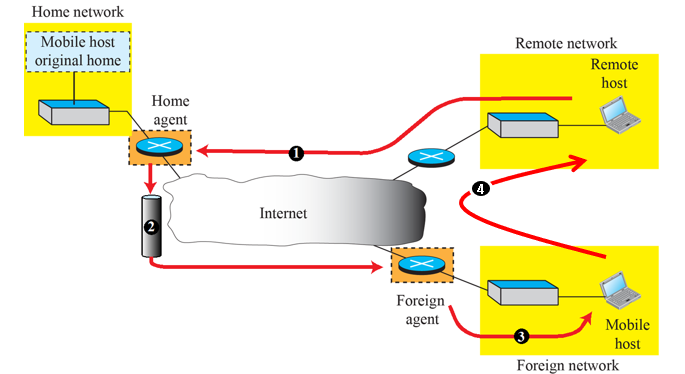 Home network
Mobile host
original home
Home
agent
Remote network
Remote
host
1
4
2
Internet
Foreign
agent
3
Mobile
host
Foreign network